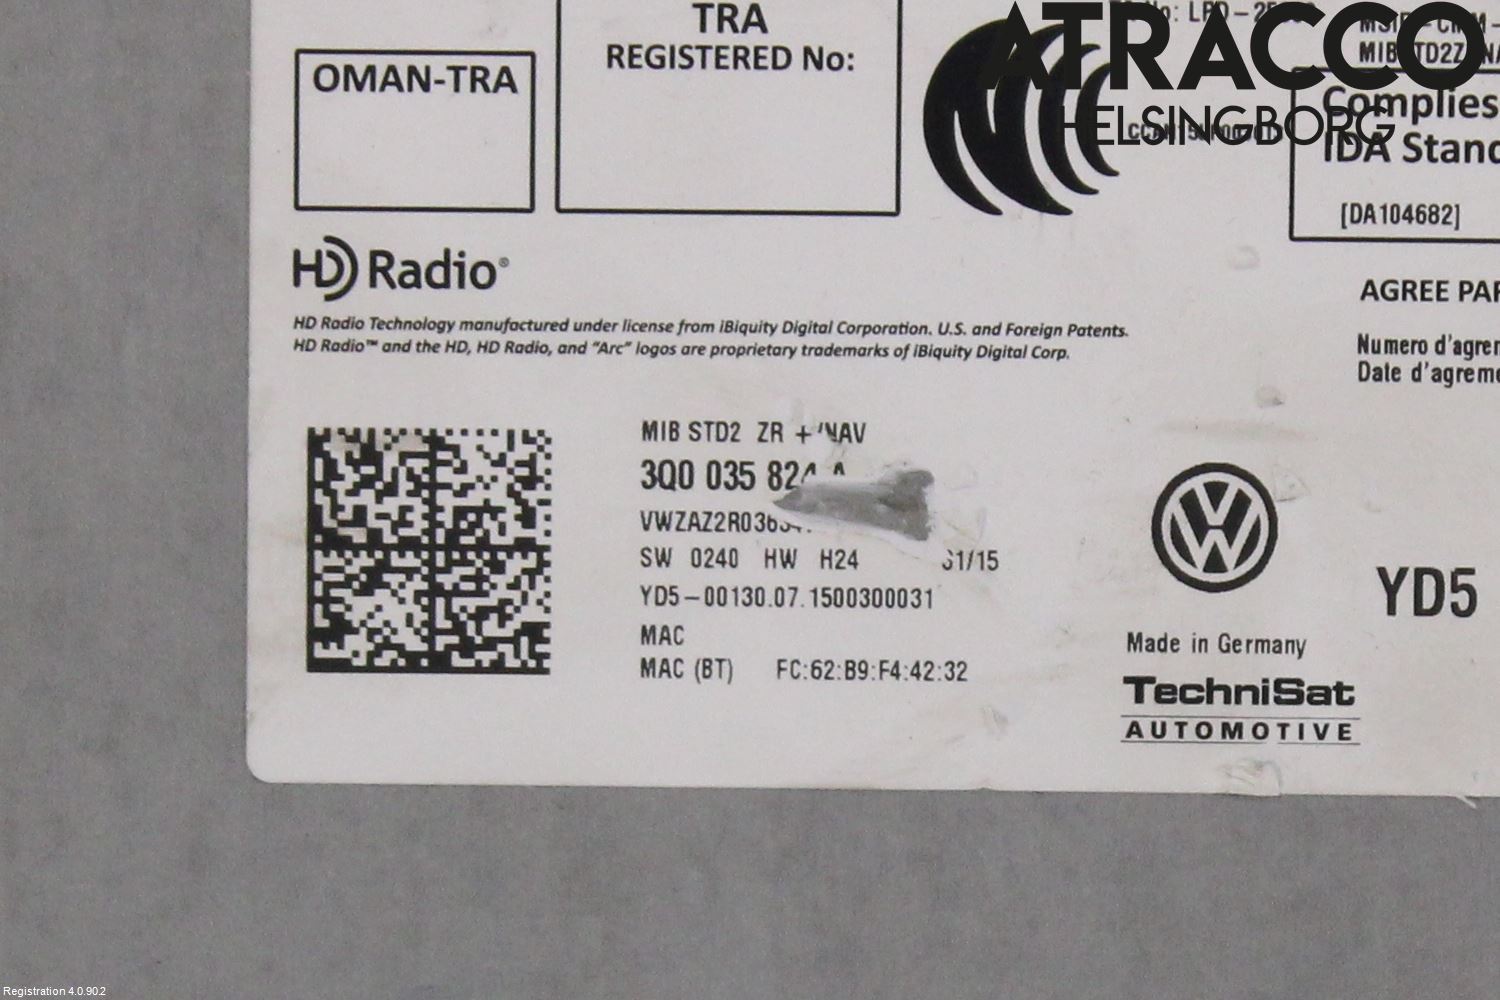 ATRACCO
HELSINGBORG
TRA
REGISTERED No:
OMAN-TRA
Complies
IDA Stand
[DA104682]
HD Radio®
HD Radio Technology manufactured under license from iBiquity Digital Corporation. U.S. and Foreign Patents.
HD Radio™ and the HD, HD Radio, and “Arc” logos are proprietary trademarks of iBiquity Digital Corp.
AGREE PAR
Numero d'agrem
Date d'agreme
MIB STD2 ZR + NAV
3Q0 035 824 A
SW 0240 HW H24
YD5-00130.07.1500300031
MAC
MAC (BT) FC:62:B9:F4:42:32
YD5
Made in Germany
TechniSat
AUTOMOTIVE
Registration 4.0.90.2